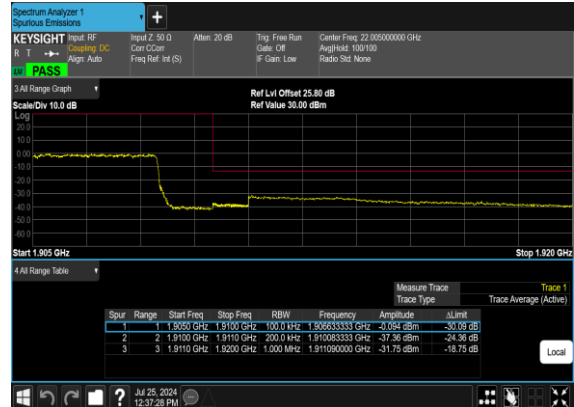 Spectrum Analyzer 1
Spurious Emissions
KEYSIGHT Input: RF Input Z: 50 Ω Atten: 20 dB Trig: Free Run Center Freq: 22.005000000 GHz
R T Coupling: DC Corr CCorr Gate: Off Avg|Hold: 100/100
Align: Auto Freq Ref: Int (S) IF Gain: Low Radio Std: None
LM PASS
3 All Range Graph
Ref Lvl Offset 25.80 dB
Scale/Div 10.0 dB Ref Value 30.00 dBm
Log
20.0
10.0
0.00
-10.0
-20.0
-30.0
-40.0
-50.0
-60.0
Start 1.905 GHz Stop 1.920 GHz
4 All Range Table
Measure Trace Trace 1
Trace Type Trace Average (Active)
Spur Range Start Freq Stop Freq RBW Frequency Amplitude ΔLimit
1 1 1.9050 GHz 1.9100 GHz 100.0 kHz 1.906633333 GHz -0.094 dBm -30.09 dB
2 2 1.9100 GHz 1.9110 GHz 200.0 kHz 1.910083333 GHz -37.36 dBm -24.36 dB
3 3 1.9110 GHz 1.9200 GHz 1.000 MHz 1.911090000 GHz -31.75 dBm -18.75 dB
Local
Jul 25, 2024
12:37:28 PM